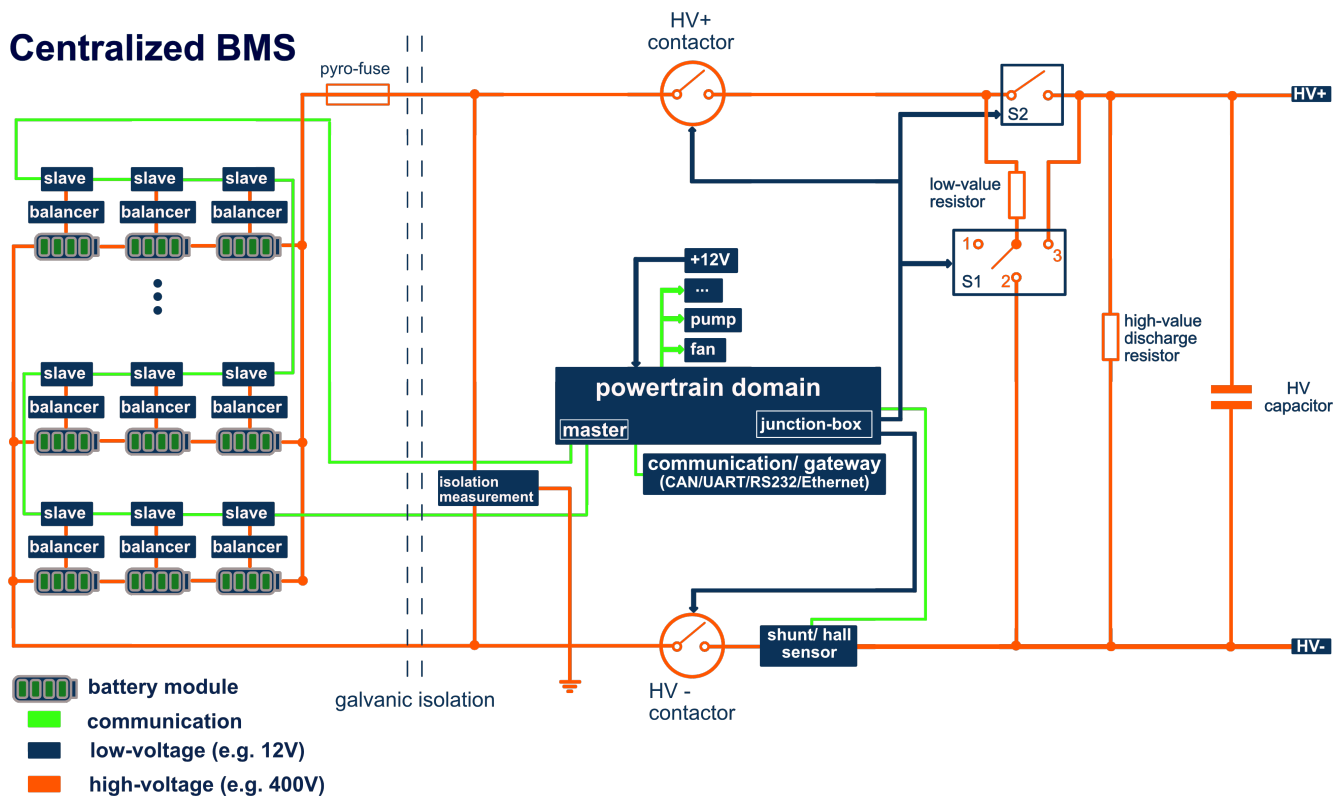 Centralized BMS
pyro-fuse
HV+
contactor
HV+
S2
slave slave slave
balancer balancer balancer
low-value
resistor
1
3
2
S1
+12V
...
pump
fan
high-value
discharge
resistor
HV
capacitor
powertrain domain
master
junction-box
slave slave slave
balancer balancer balancer
communication/ gateway
(CAN/UART/RS232/Ethernet)
isolation
measurement
slave slave slave
balancer balancer balancer
shunt/ hall
sensor
HV-
HV -
contactor
galvanic isolation
battery module
communication
low-voltage (e.g. 12V)
high-voltage (e.g. 400V)